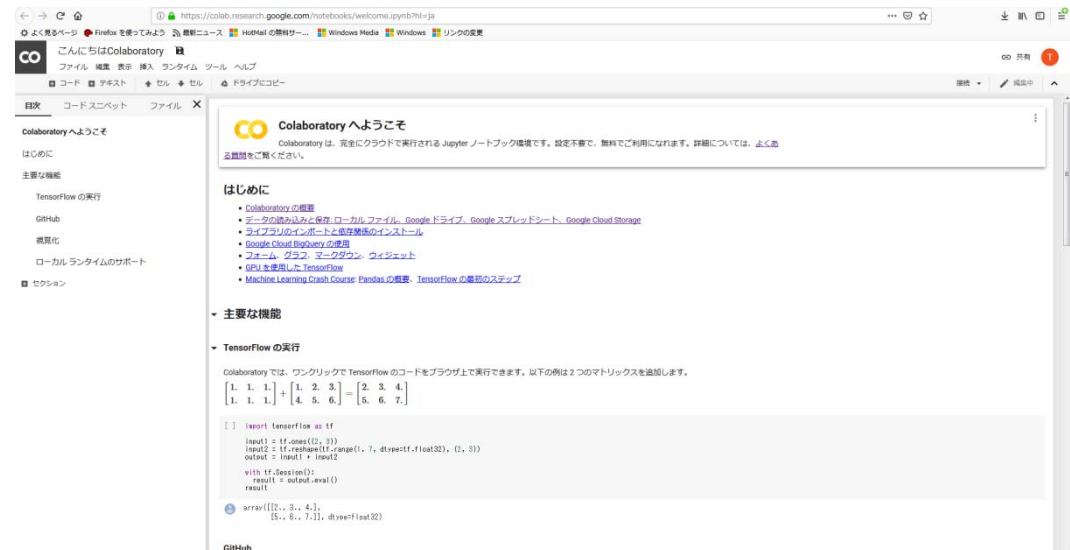 https://colab.research.google.com/notebooks/welcome.ipynb?hl=ja
よく見るページ Firefox を使ってみよう 最新ニュース HotMail の無料サー... Windows Media Windows リンクの変更
CO こんにちはColaboratory
共有 T
ファイル 編集 表示 挿入 ランタイム ツール ヘルプ
コード テキスト セル セル ドライブにコピー 接続 編集中
目次 コードスニペット ファイル X
Colaboratory へようこそ
はじめに
主要な機能
TensorFlow の実行
GitHub
視覚化
ローカル ランタイムのサポート
セクション
Colaboratory へようこそ
Colaboratory は、完全にクラウドで実行される Jupyter ノートブック環境です。設定不要で、無料でご利用になれます。詳細については、よくあ
る質問をご覧ください。
はじめに
• Colaboratory の概要
• データの読み込みと保存: ローカル ファイル、Google ドライブ、Google スプレッドシート、Google Cloud Storage
• ライブラリのインポートと依存関係のインストール
• Google Cloud BigQuery の使用
• フォーム、グラフ、マークダウン、ウィジェット
• GPU を使用した TensorFlow
• Machine Learning Crash Course: Pandas の概要、TensorFlow の最初のステップ
主要な機能
TensorFlow の実行
Colaboratory では、ワンクリックで TensorFlow のコードをブラウザ上で実行できます。以下の例は 2 つのマトリックスを追加します。
[1. 1. 1.] + [1. 2. 3.] = [2. 3. 4.]
[1. 1. 1.] [4. 5. 6.] [5. 6. 7.]
[ ] import tensorflow as tf
input1 = tf.ones((2, 3))
input2 = tf.reshape(tf.range(1, 7, dtype=tf.float32), (2, 3))
output = input1 + input2
with tf.Session():
result = output.eval()
result
array([[2., 3., 4.],
[5., 6., 7.]], dtype=float32)
GitHub